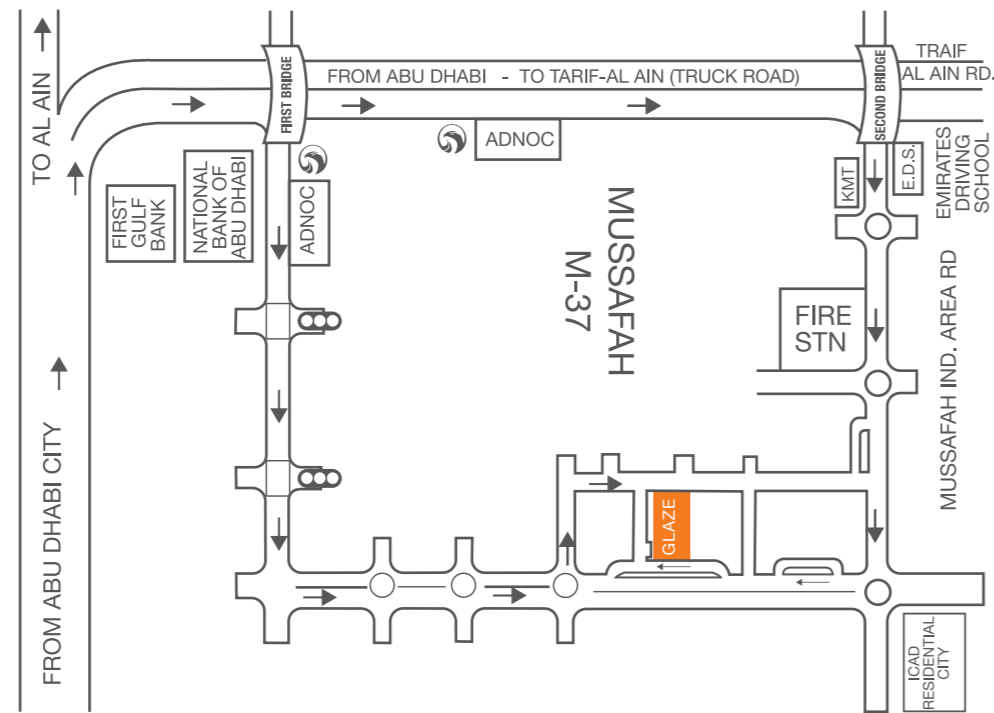 TO AL AIN
FROM ABU DHABI CITY
FIRST BRIDGE
FROM ABU DHABI - TO TARIF-AL AIN (TRUCK ROAD)
SECOND BRIDGE
TRAIF
AL AIN RD.
FIRST
GULF
BANK
NATIONAL
BANK OF
ABU DHABI
ADNOC
ADNOC
KMT
E.D.S.
EMIRATES
DRIVING
SCHOOL
MUSSAFAH
M-37
FIRE
STN
MUSSAFAH IND. AREA RD
GLAZE
ICAD
RESIDENTIAL
CITY